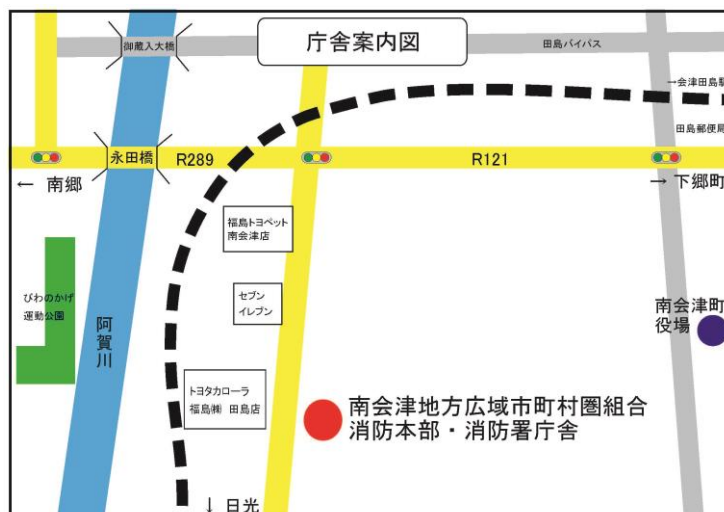 庁舎案内図
御蔵入大橋
田島バイパス
→会津田島駅
田島郵便局
永田橋
R289
R121
← 南郷
→ 下郷町
福島トヨペット
南会津店
びわのかげ
運動公園
セブン
イレブン
阿賀川
南会津町
役場
トヨタカローラ
福島㈱ 田島店
南会津地方広域市町村圏組合
消防本部・消防署庁舎
↓ 日光